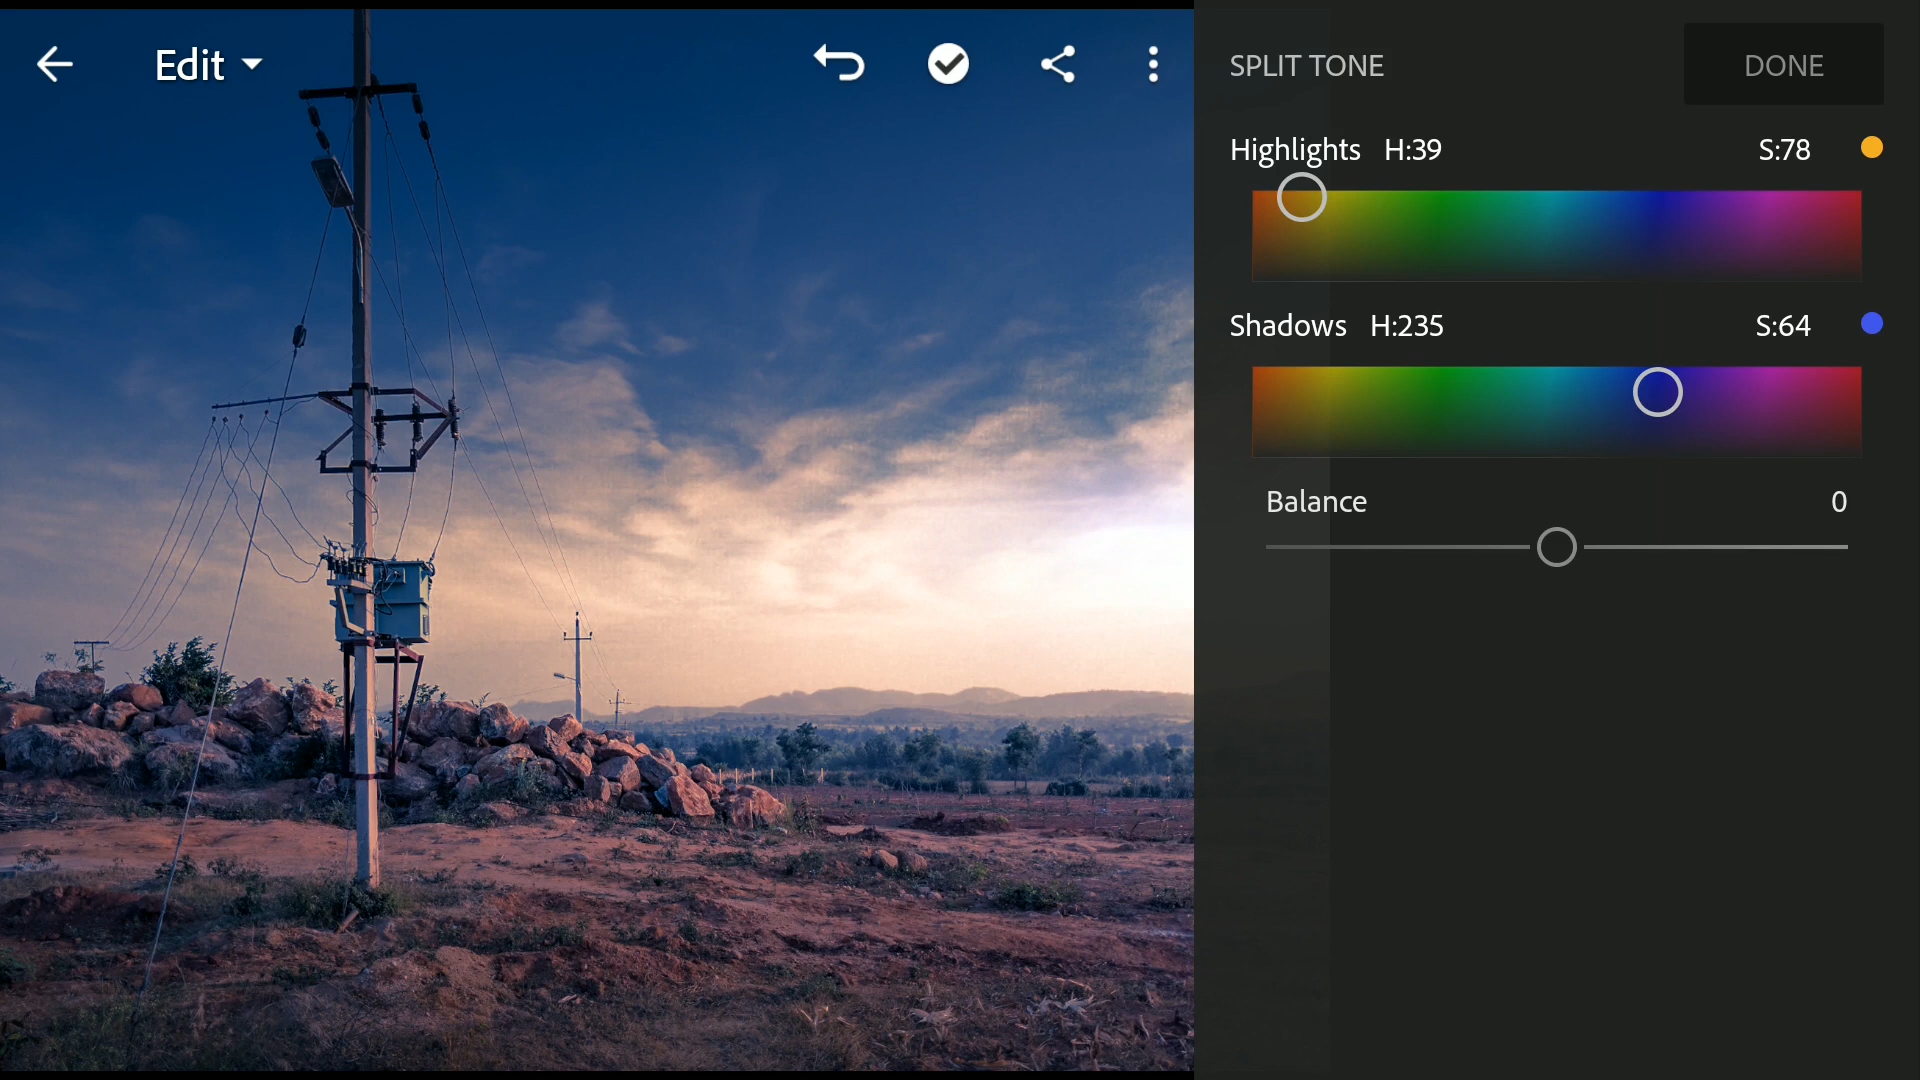 Edit
SPLIT TONE
DONE
Highlights H:39 S:78
Shadows H:235 S:64
Balance 0